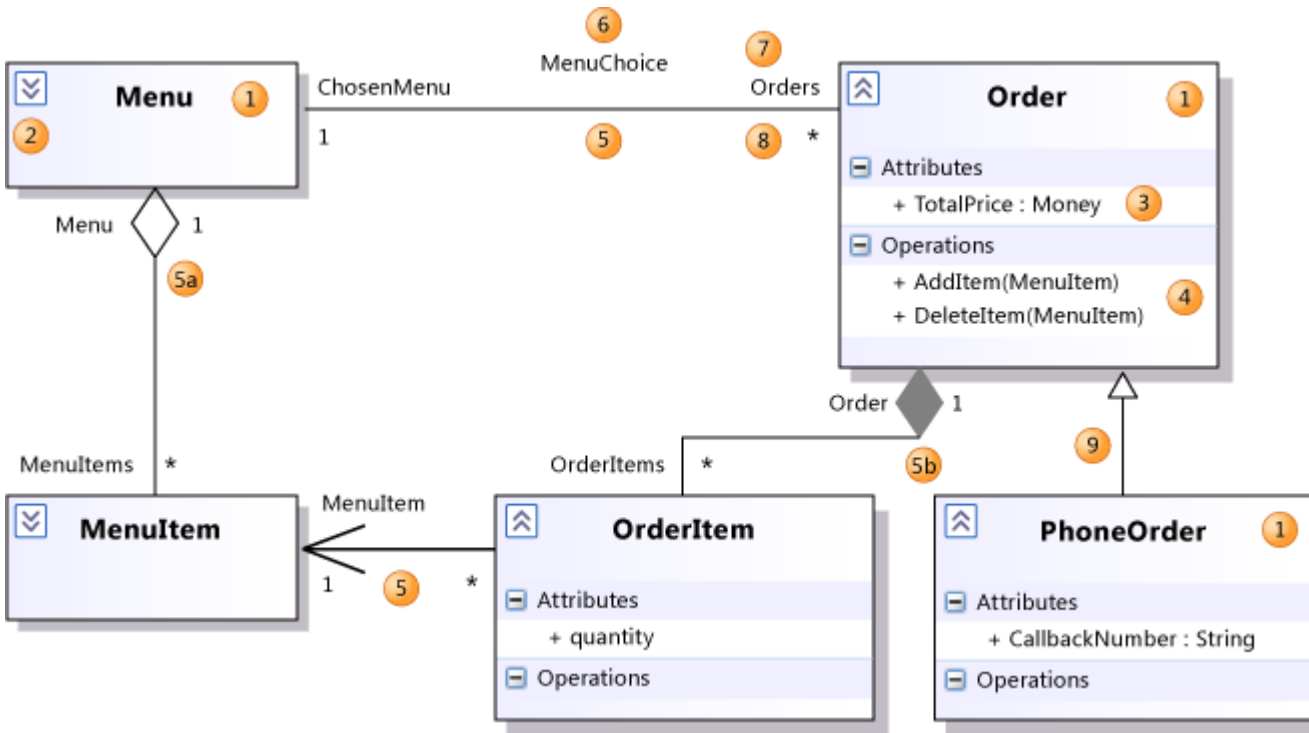 6
MenuChoice
7
Menu
1
2
ChosenMenu
Orders
1
5
8
*
Order
1
Attributes
+ TotalPrice : Money
3
Operations
+ AddItem(MenuItem)
+ DeleteItem(MenuItem)
4
Menu
1
5a
MenuItems
*
Order
1
5b
9
OrderItems
*
MenuItem
MenuItem
1
5
*
OrderItem
Attributes
+ quantity
Operations
PhoneOrder
1
Attributes
+ CallbackNumber : String
Operations